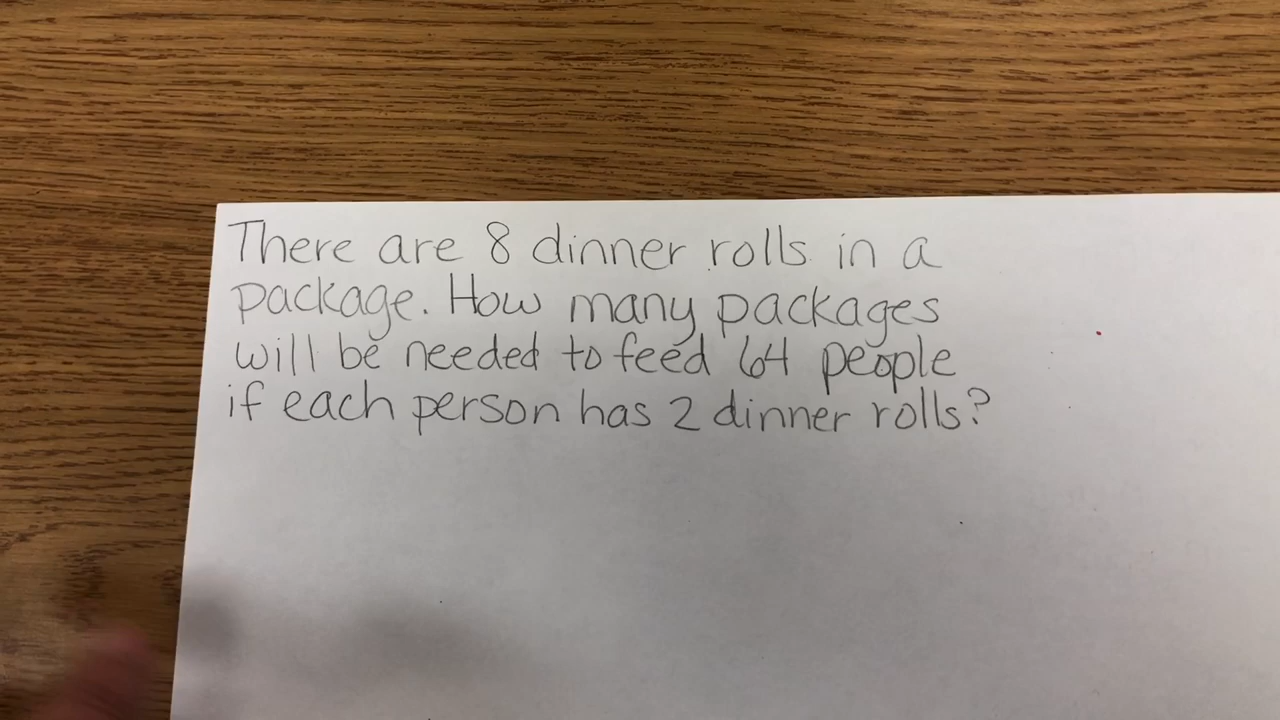 There are 8 dinner rolls in a
package. How many packages
will be needed to feed 64 people
if each person has 2 dinner rolls?